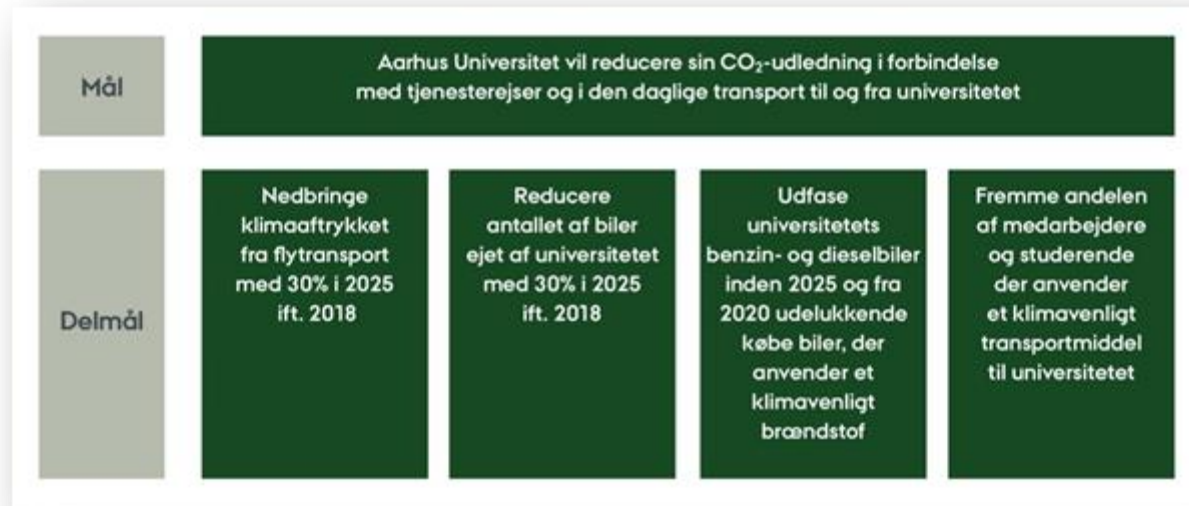 Mål
Aarhus Universitet vil reducere sin CO₂-udledning i forbindelse
med tjenesterejser og i den daglige transport til og fra universitetet
Delmål
Nedbringe
klimaaftrykket
fra flytransport
med 30% i 2025
ift. 2018
Reducere
antallet af biler
ejet af universitetet
med 30% i 2025
ift. 2018
Udfase
universitetets
benzin- og dieselbiler
inden 2025 og fra
2020 udelukkende
købe biler, der
anvender et
klimavenligt
brændstof
Fremme andelen
af medarbejdere
og studerende
der anvender
et klimavenligt
transportmiddel
til universitetet